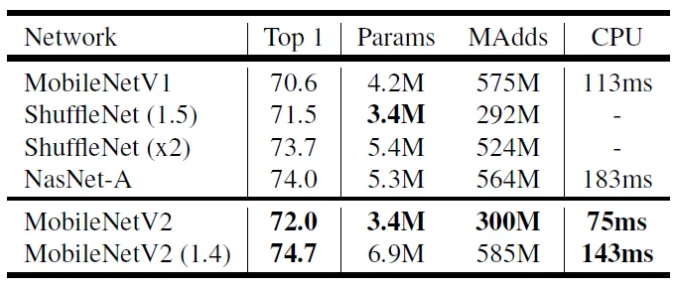 Network Top 1 Params MAdds CPU
MobileNetV1 70.6 4.2M 575M 113ms
ShuffleNet (1.5) 71.5 3.4M 292M -
ShuffleNet (x2) 73.7 5.4M 524M -
NasNet-A 74.0 5.3M 564M 183ms
MobileNetV2 72.0 3.4M 300M 75ms
MobileNetV2 (1.4) 74.7 6.9M 585M 143ms